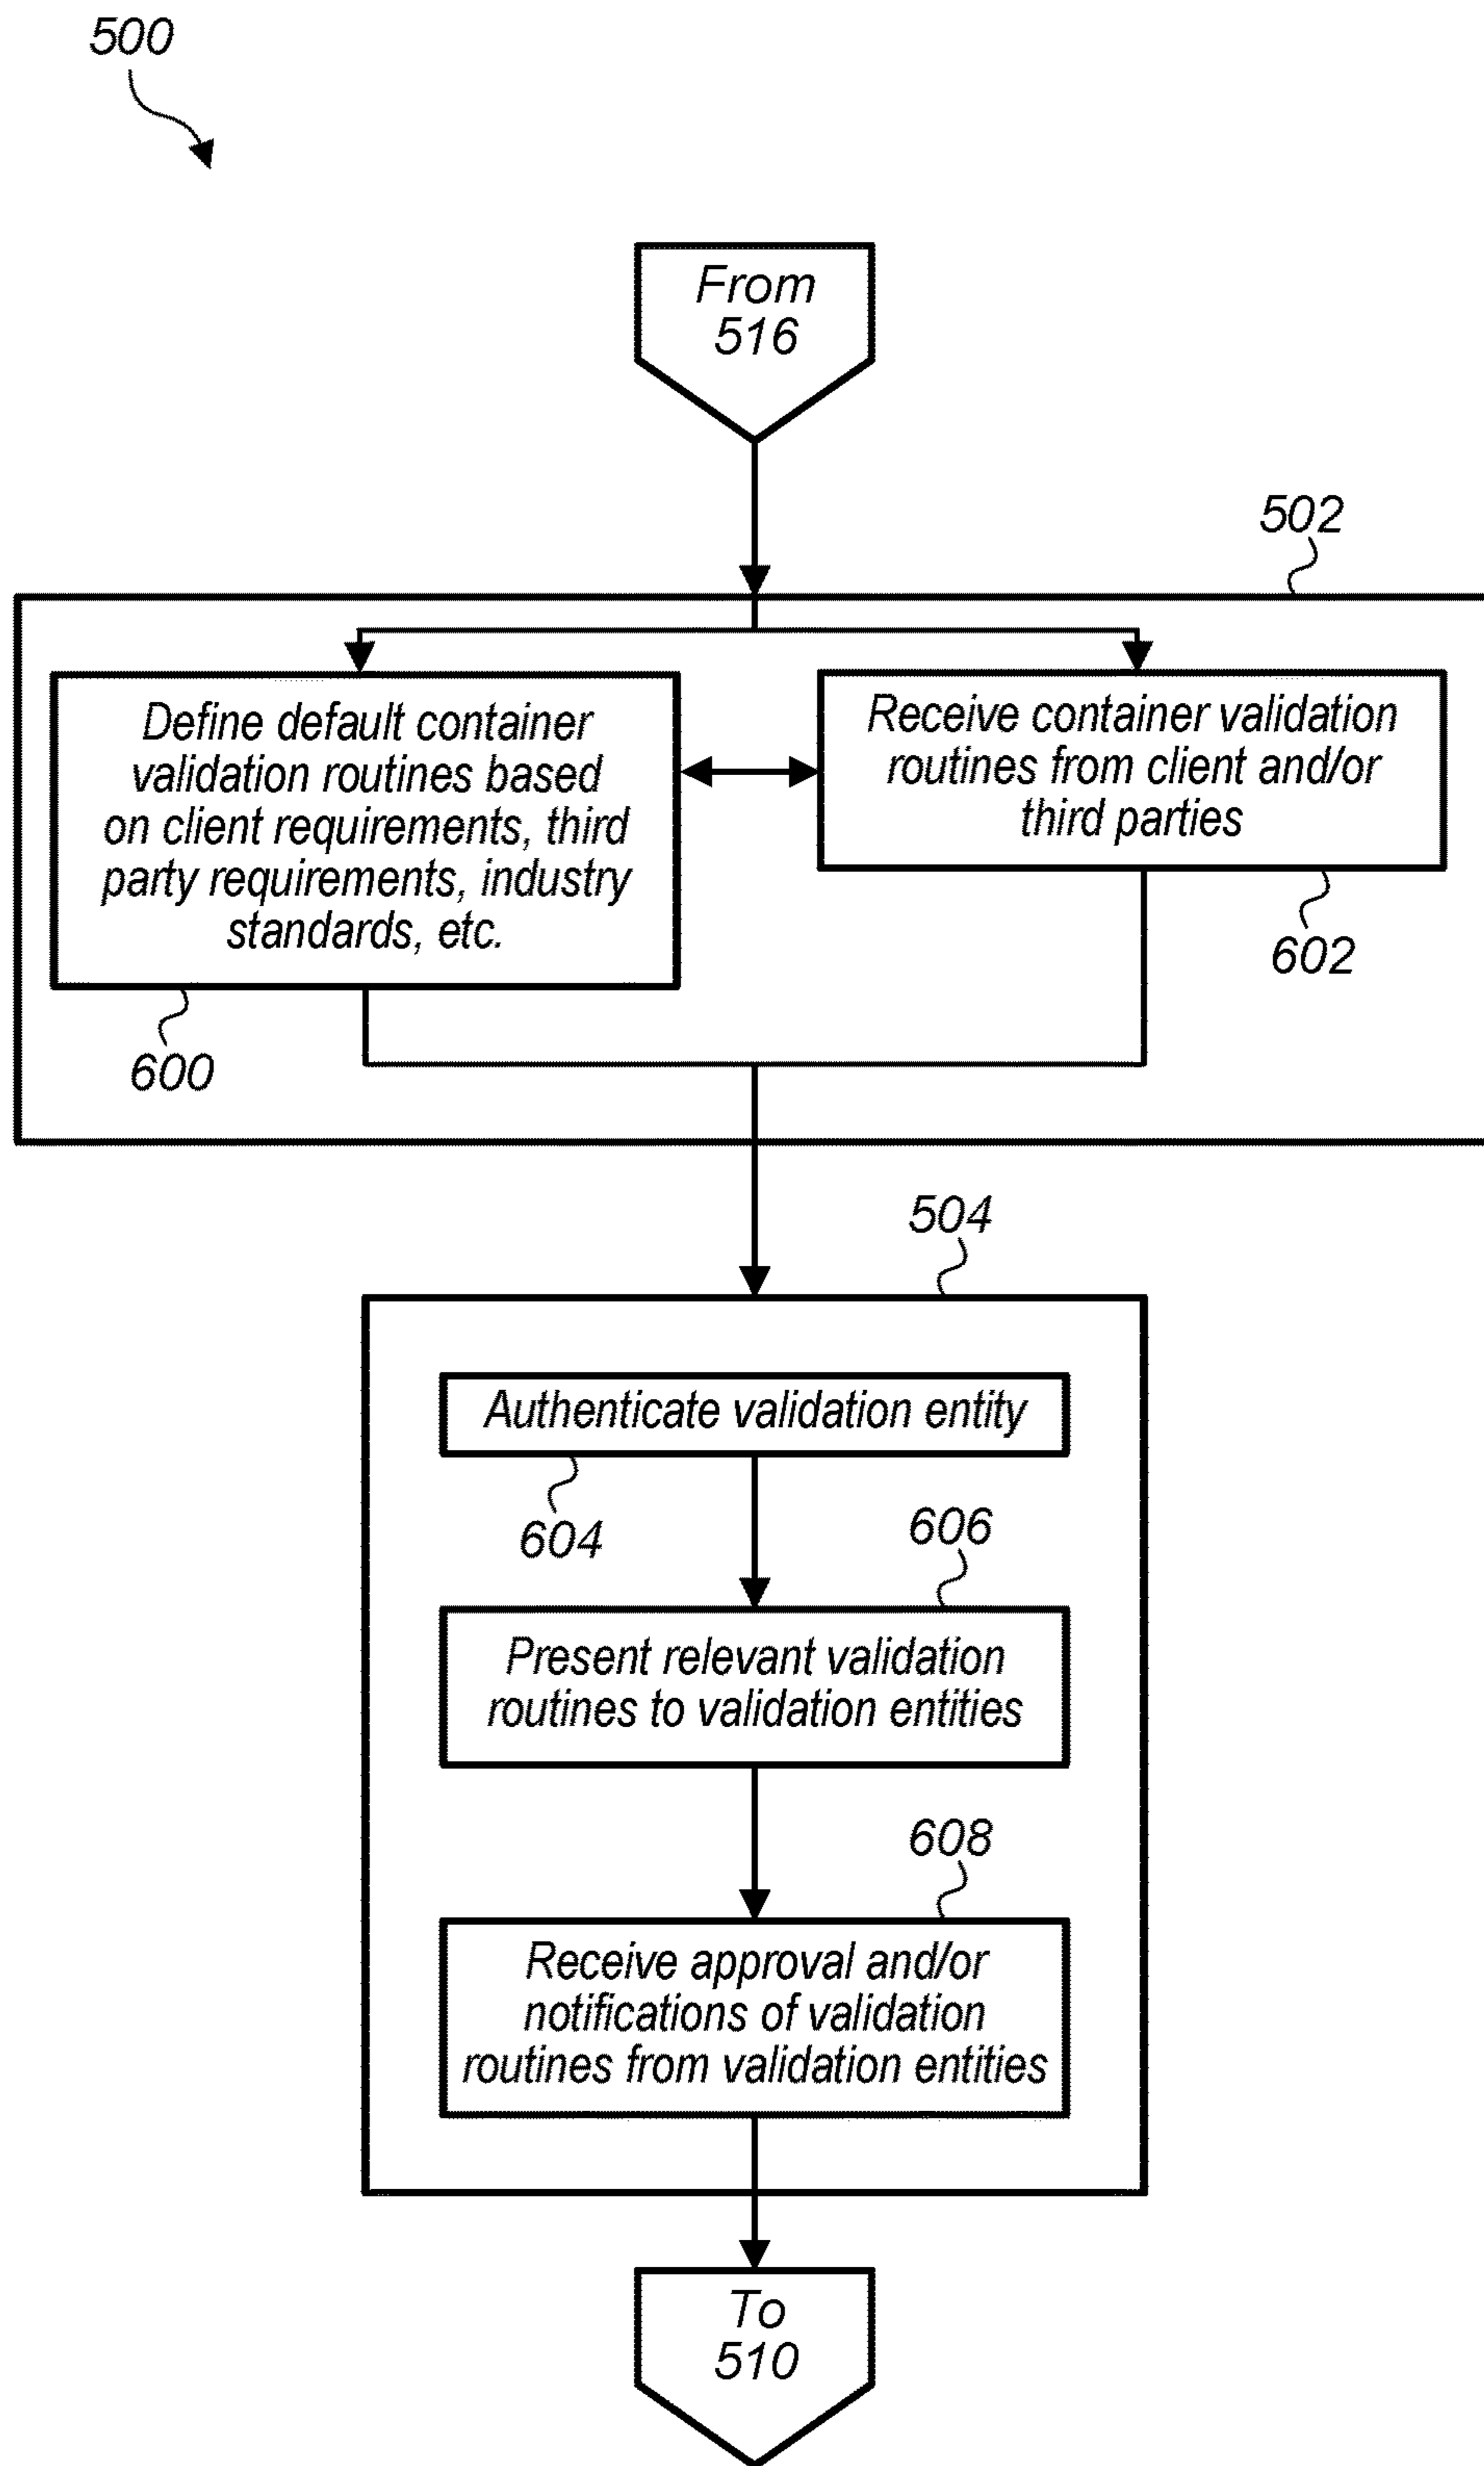 500
From
516
502
Define default container
validation routines based
on client requirements, third
party requirements, industry
standards, etc.
600
Receive container validation
routines from client and/or
third parties
602
504
Authenticate validation entity
604
606
Present relevant validation
routines to validation entities
608
Receive approval and/or
notifications of validation
routines from validation entities
To
510